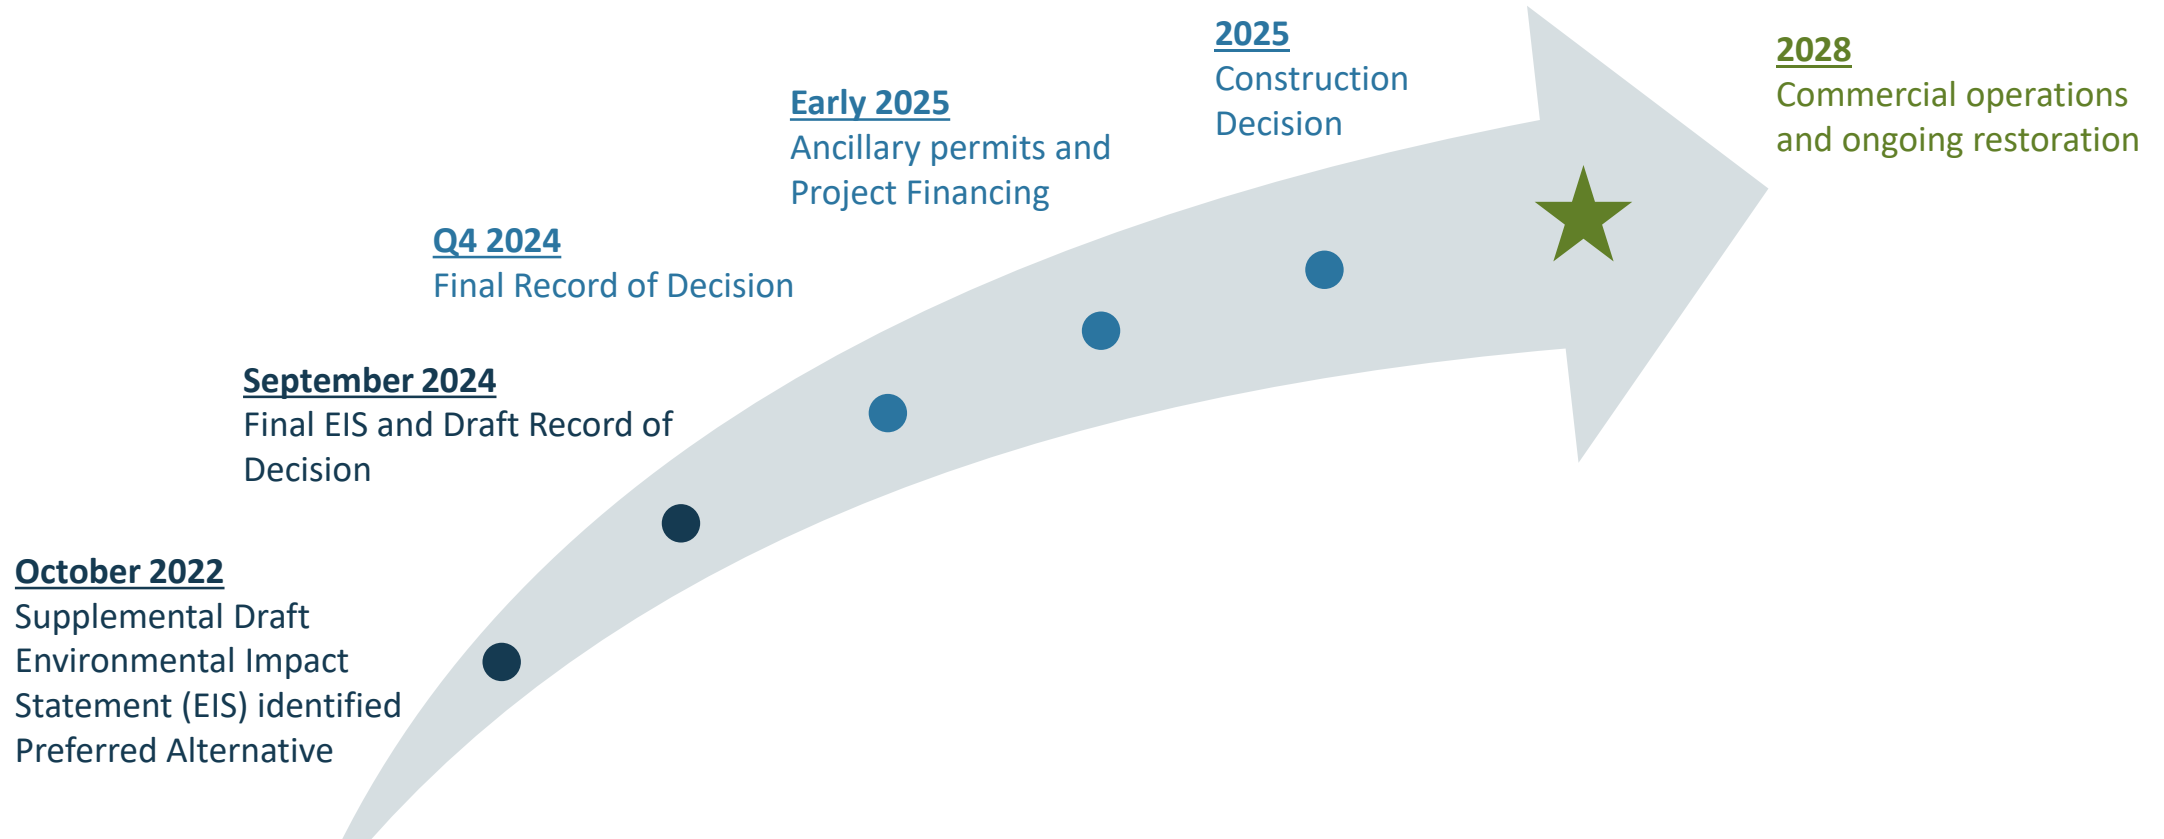 October 2022
Supplemental Draft
Environmental Impact
Statement (EIS) identified
Preferred Alternative
September 2024
Final EIS and Draft Record of
Decision
Q4 2024
Final Record of Decision
Early 2025
Ancillary permits and
Project Financing
2025
Construction
Decision
2028
Commercial operations
and ongoing restoration